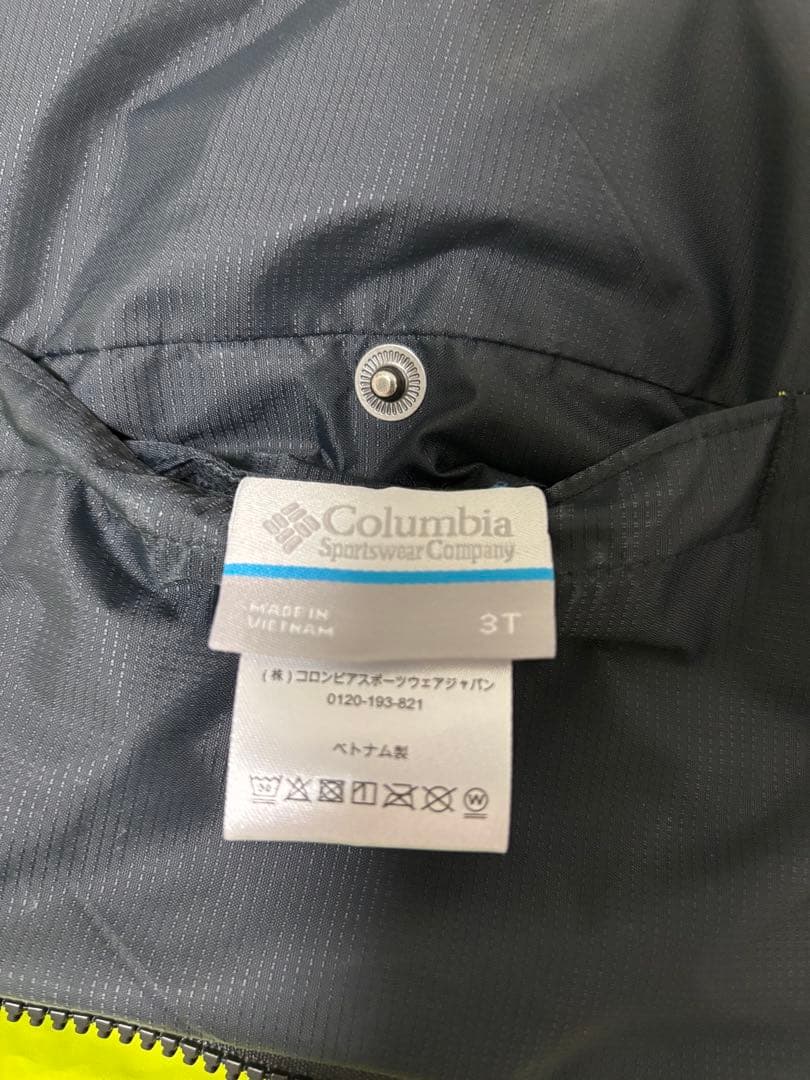 Columbia
Sportswear Company
MADE IN
VIETNAM
3T
(株)コロンビアスポーツウェアジャパン
0120-193-821
ベトナム製
30
W